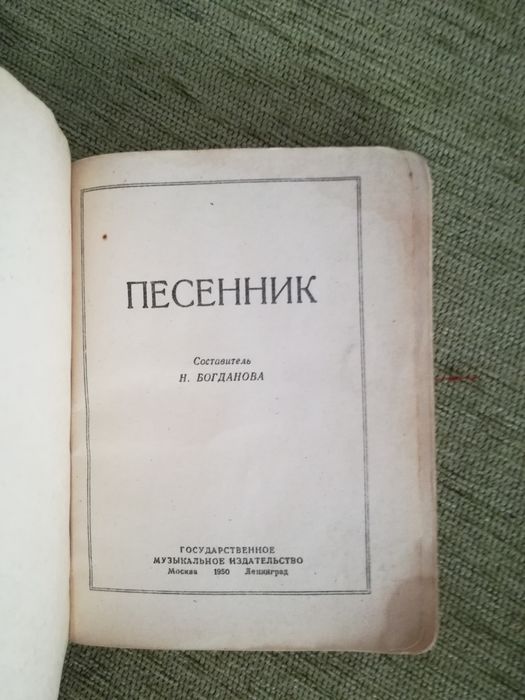 ПЕСЕННИК
Составитель
Н. БОГДАНОВА
ГОСУДАРСТВЕННОЕ
МУЗЫКАЛЬНОЕ ИЗДАТЕЛЬСТВО
Москва 1950 Ленинград